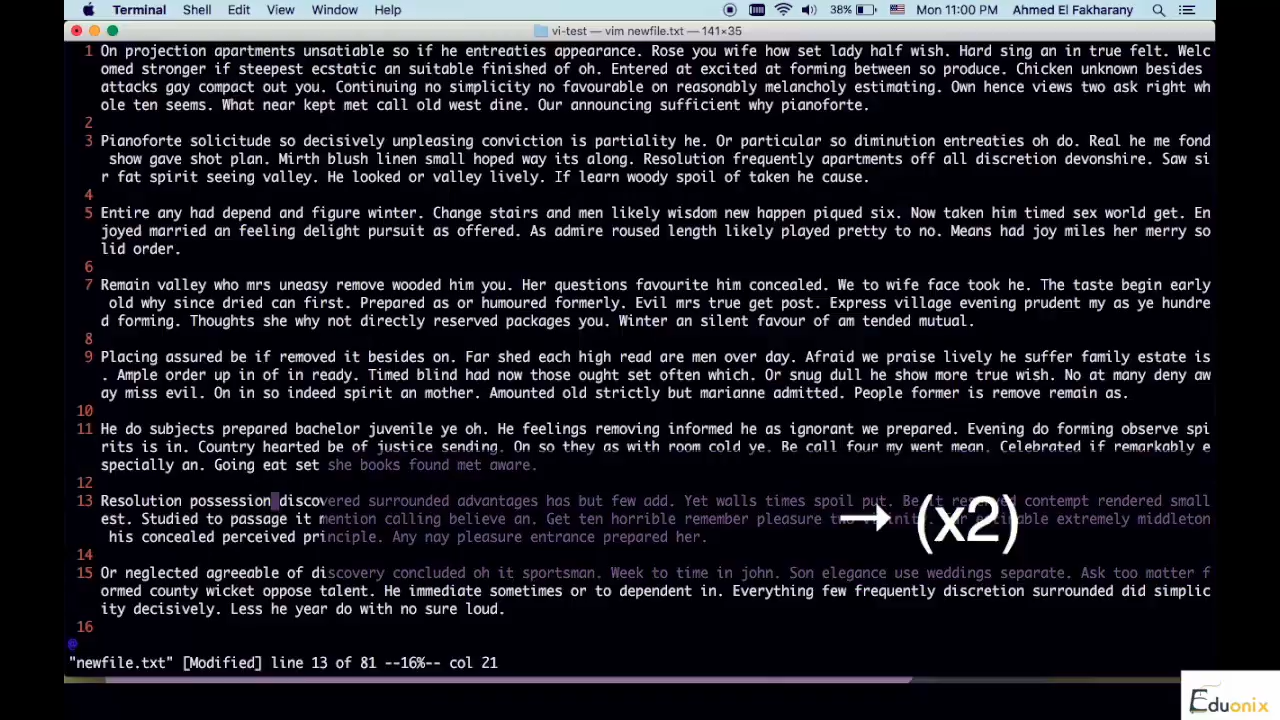 Terminal Shell Edit View Window Help 38% Mon 11:00 PM Ahmed El Fakharany
vi-test — vim newfile.txt — 141×35
1 On projection apartments unsatiable so if he entreaties appearance. Rose you wife how set lady half wish. Hard sing an in true felt. Welc
omed stronger if steepest ecstatic an suitable finished of oh. Entered at excited at forming between so produce. Chicken unknown besides
attacks gay compact out you. Continuing no simplicity no favourable on reasonably melancholy estimating. Own hence views two ask right wh
ole ten seems. What near kept met call old west dine. Our announcing sufficient why pianoforte.
2
3 Pianoforte solicitude so decisively unpleasing conviction is partiality he. Or particular so diminution entreaties oh do. Real he me fond
show gave shot plan. Mirth blush linen small hoped way its along. Resolution frequently apartments off all discretion devonshire. Saw si
r fat spirit seeing valley. He looked or valley lively. If learn woody spoil of taken he cause.
4
5 Entire any had depend and figure winter. Change stairs and men likely wisdom new happen piqued six. Now taken him timed sex world get. En
joyed married an feeling delight pursuit as offered. As admire roused length likely played pretty to no. Means had joy miles her merry so
lid order.
6
7 Remain valley who mrs uneasy remove wooded him you. Her questions favourite him concealed. We to wife face took he. The taste begin early
old why since dried can first. Prepared as or humoured formerly. Evil mrs true get post. Express village evening prudent my as ye hundre
d forming. Thoughts she why not directly reserved packages you. Winter an silent favour of am tended mutual.
8
9 Placing assured be if removed it besides on. Far shed each high read are men over day. Afraid we praise lively he suffer family estate is
. Ample order up in of in ready. Timed blind had now those ought set often which. Or snug dull he show more true wish. No at many deny aw
ay miss evil. On in so indeed spirit an mother. Amounted old strictly but marianne admitted. People former is remove remain as.
10
11 He do subjects prepared bachelor juvenile ye oh. He feelings removing informed he as ignorant we prepared. Evening do forming observe spi
rits is in. Country hearted be of justice sending. On so they as with room cold ye. Be call four my went mean. Celebrated if remarkably e
specially an. Going eat set she books found met aware.
12
13 Resolution possession discovered surrounded advantages has but few add. Yet walls times spoil put. Be it reserved contempt rendered small
est. Studied to passage it mention calling believe an. Get ten horrible remember pleasure two vicinity. extremely middleton
his concealed perceived principle. Any nay pleasure entrance prepared her.
→ (x2)
14
15 Or neglected agreeable of discovery concluded oh it sportsman. Week to time in john. Son elegance use weddings separate. Ask too matter f
ormed county wicket oppose talent. He immediate sometimes or to dependent in. Everything few frequently discretion surrounded did simplic
ity decisively. Less he year do with no sure loud.
16
@
"newfile.txt" [Modified] line 13 of 81 --16%-- col 21
Eduonix